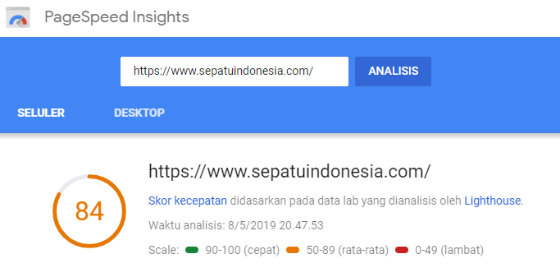 PageSpeed Insights
https://www.sepatuindonesia.com/
ANALISIS
SELULER
DESKTOP
https://www.sepatuindonesia.com/
84
Skor kecepatan didasarkan pada data lab yang dianalisis oleh Lighthouse.
Waktu analisis: 8/5/2019 20.47.53
Scale: 90-100 (cepat) 50-89 (rata-rata) 0-49 (lambat)